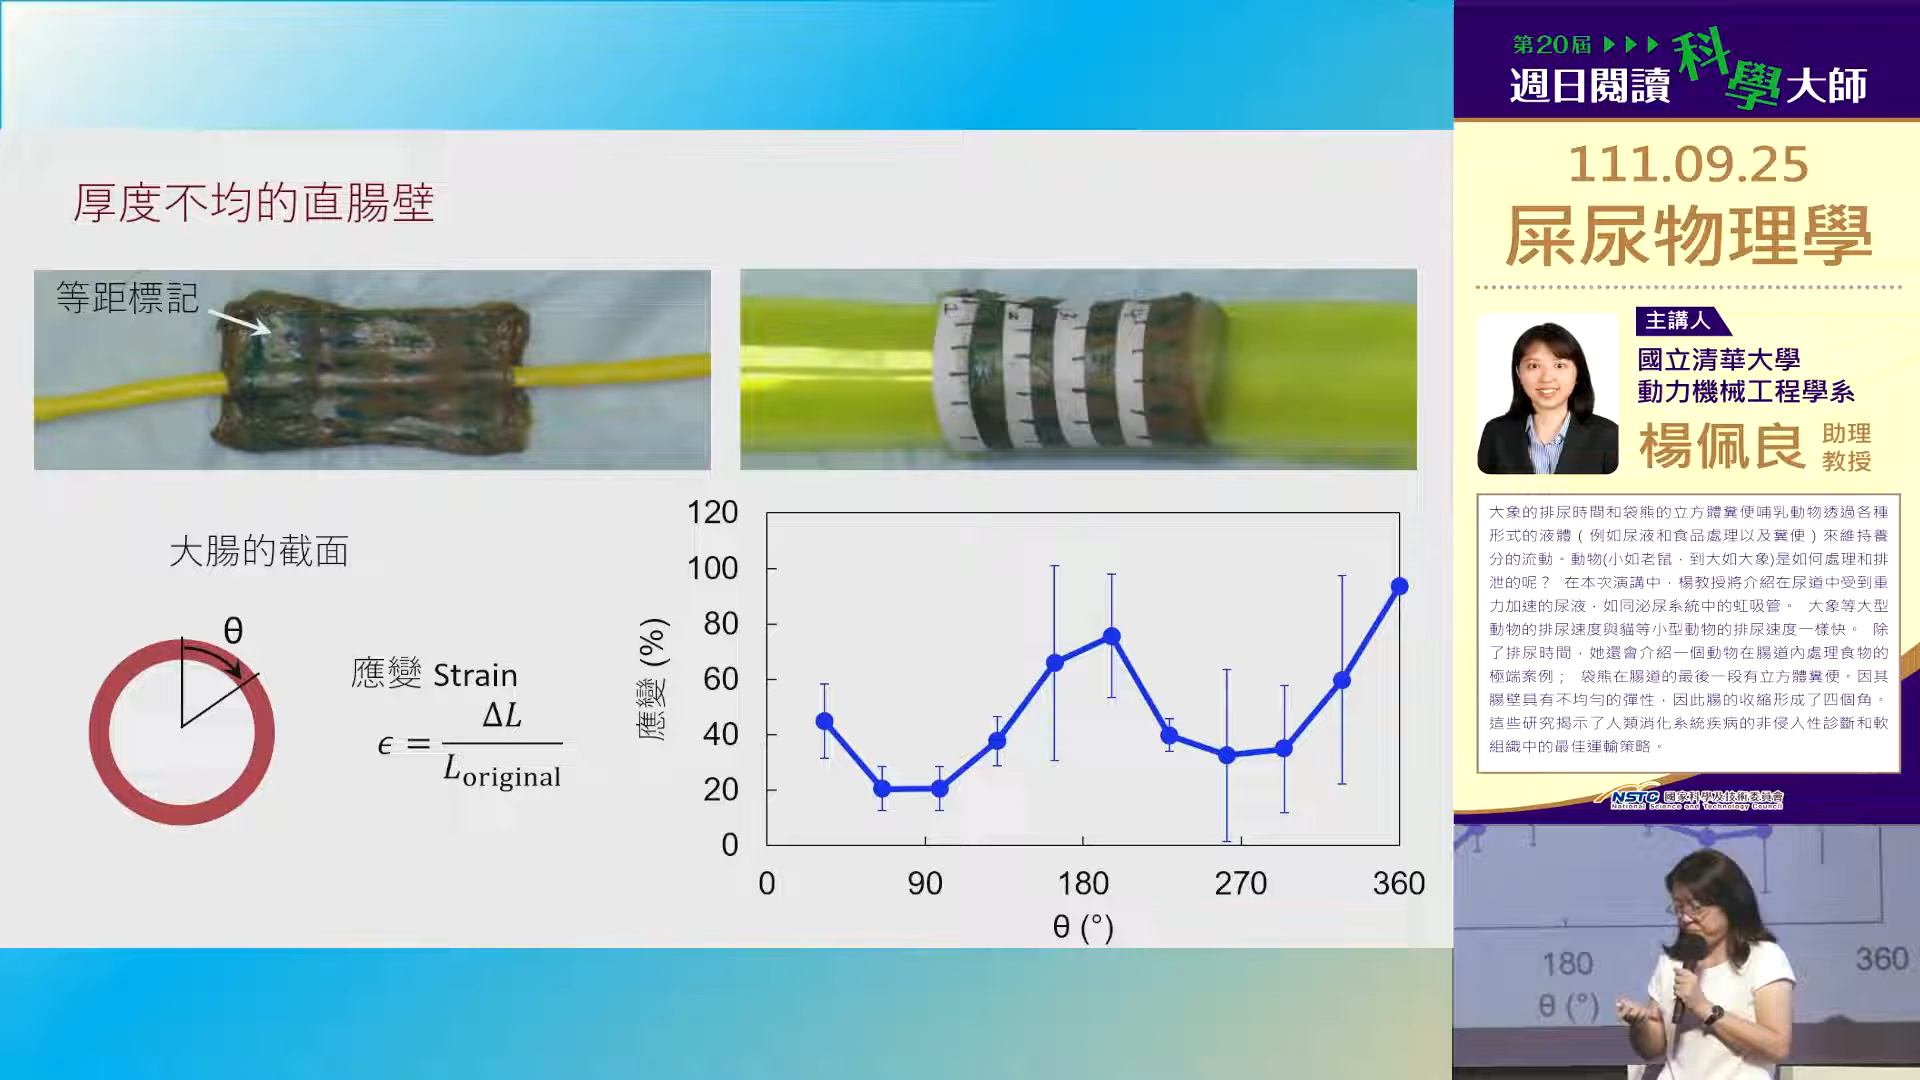 厚度不均的直腸壁
等距標記
大腸的截面
θ
應變 Strain
ϵ = ΔL / L original
應變 (%)
120
100
80
60
40
20
0
0 90 180 270 360
θ (°)
第20屆
週日閱讀科學大師
111.09.25
屎尿物理學
主講人
國立清華大學
動力機械工程學系
楊佩良 助理教授
大象的排尿時間和袋熊的立方體糞便哺乳動物透過各種
形式的液體（例如尿液和食品處理以及糞便）來維持養
分的流動。動物(小如老鼠，到大如大象)是如何處理和排
泄的呢？ 在本次演講中，楊教授將介紹在尿道中受到重
力加速的尿液，如同泌尿系統中的虹吸管。 大象等大型
動物的排尿速度與貓等小型動物的排尿速度一樣快。 除
了排尿時間，她還會介紹一個動物在腸道內處理食物的
極端案例； 袋熊在腸道的最後一段有立方體糞便。因其
腸壁具有不均勻的彈性，因此腸的收縮形成了四個角。
這些研究揭示了人類消化系統疾病的非侵入性診斷和軟
組織中的最佳運輸策略。
NSTC 國家科學及技術委員會
National Science and Technology Council
180 360
θ (°)